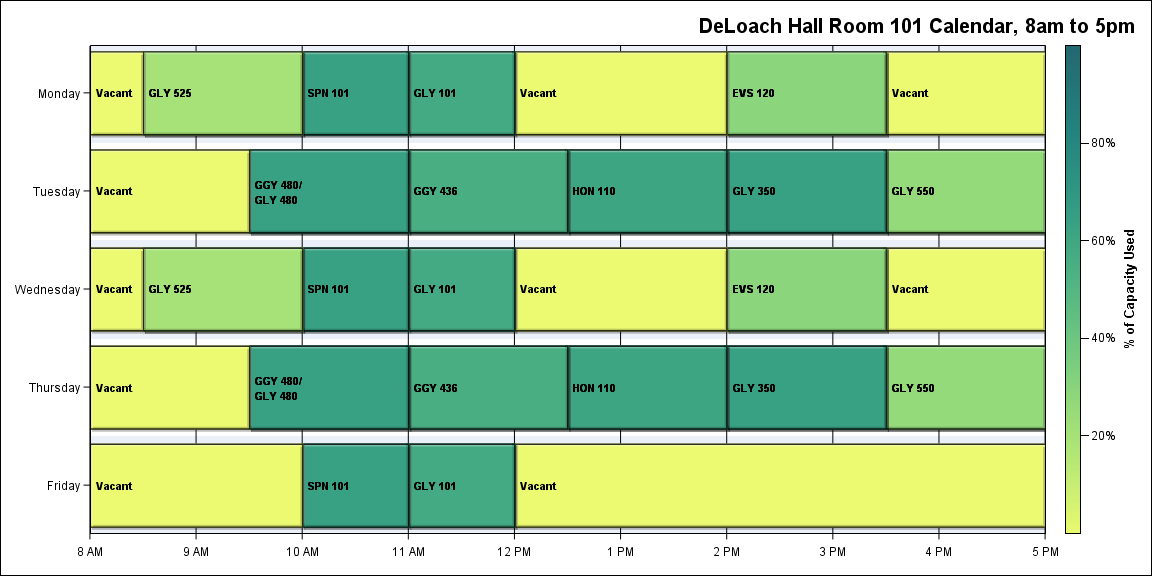 DeLoach Hall Room 101 Calendar, 8am to 5pm
Monday
Vacant
GLY 525
SPN 101
GLY 101
Vacant
EVS 120
Vacant
Tuesday
Vacant
GGY 480/
GLY 480
GGY 436
HON 110
GLY 350
GLY 550
Wednesday
Vacant
GLY 525
SPN 101
GLY 101
Vacant
EVS 120
Vacant
Thursday
Vacant
GGY 480/
GLY 480
GGY 436
HON 110
GLY 350
GLY 550
Friday
Vacant
SPN 101
GLY 101
Vacant
8 AM
9 AM
10 AM
11 AM
12 PM
1 PM
2 PM
3 PM
4 PM
5 PM
80%
60%
40%
20%
% of Capacity Used